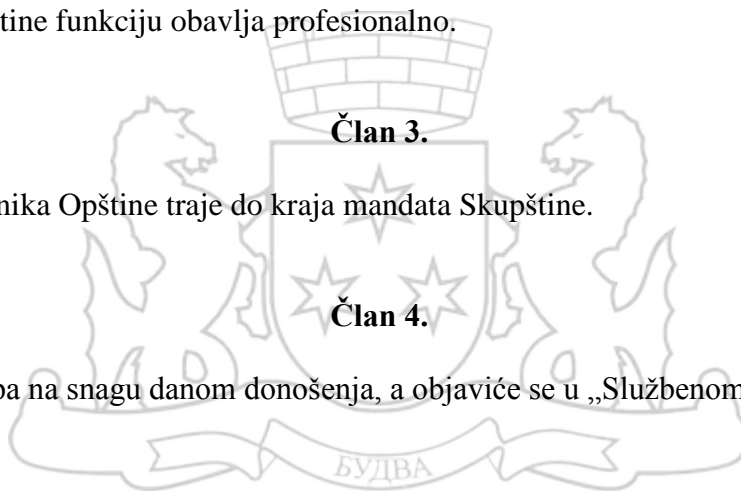 tine funkciju obavlja profesionalno.
Član 3.
nika Opštine traje do kraja mandata Skupštine.
Član 4.
pa na snagu danom donošenja, a objaviće se u „Službenom
БУДВА